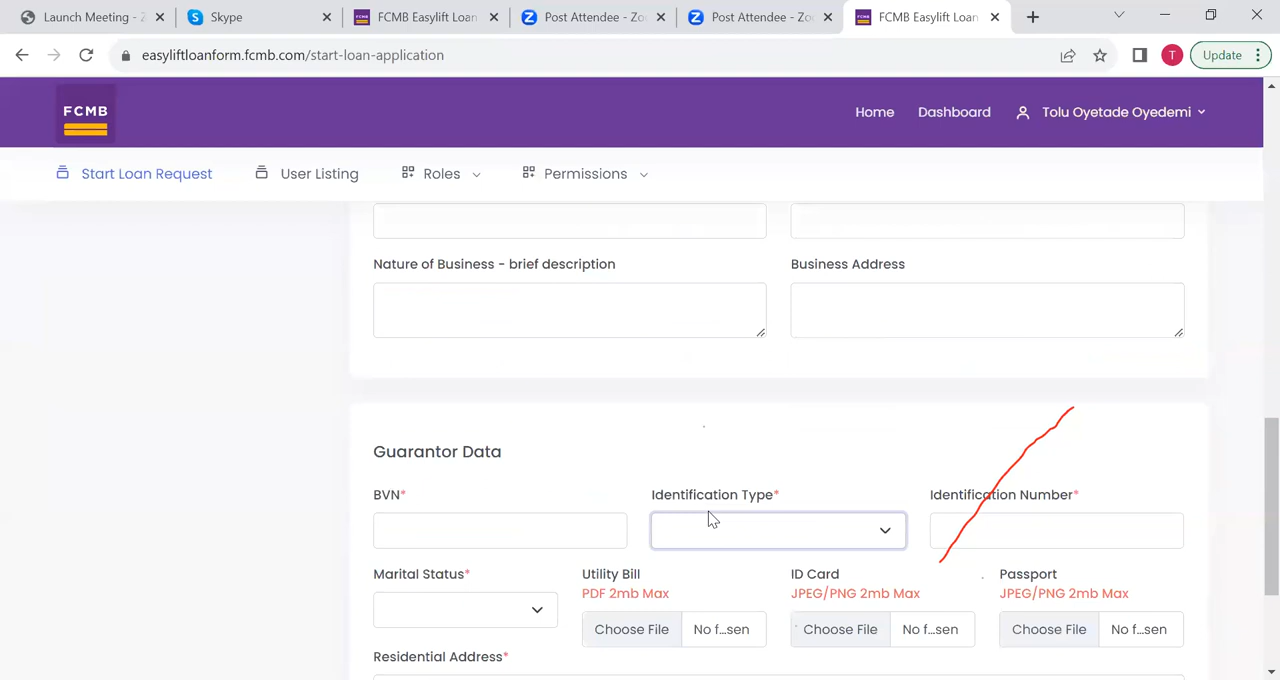 Launch Meeting - Z
Skype
FCMB Easylift Loan
Post Attendee - Zo
Post Attendee - Zo
FCMB Easylift Loan
easyliftloanform.fcmb.com/start-loan-application
T
Update
FCMB
Home
Dashboard
Tolu Oyetade Oyedemi
Start Loan Request
User Listing
Roles
Permissions
Nature of Business - brief description
Business Address
Guarantor Data
BVN*
Identification Type*
Identification Number*
Marital Status*
Utility Bill
PDF 2mb Max
ID Card
JPEG/PNG 2mb Max
Passport
JPEG/PNG 2mb Max
Choose File No f...sen
Choose File No f...sen
Choose File No f...sen
Residential Address*